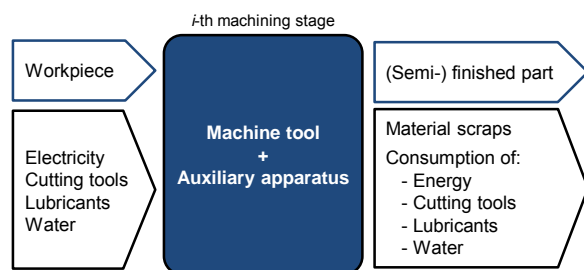 i-th machining stage
Workpiece
Electricity
Cutting tools
Lubricants
Water
Machine tool
+
Auxiliary apparatus
(Semi-) finished part
Material scraps
Consumption of:
- Energy
- Cutting tools
- Lubricants
- Water